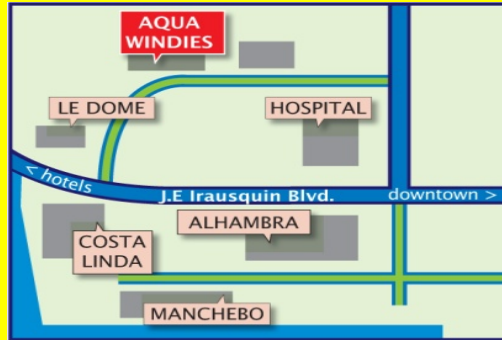 AQUA
WINDIES
LE DOME
HOSPITAL
< hotels
J.E Irausquin Blvd.
downtown >
ALHAMBRA
COSTA
LINDA
MANCHEBO